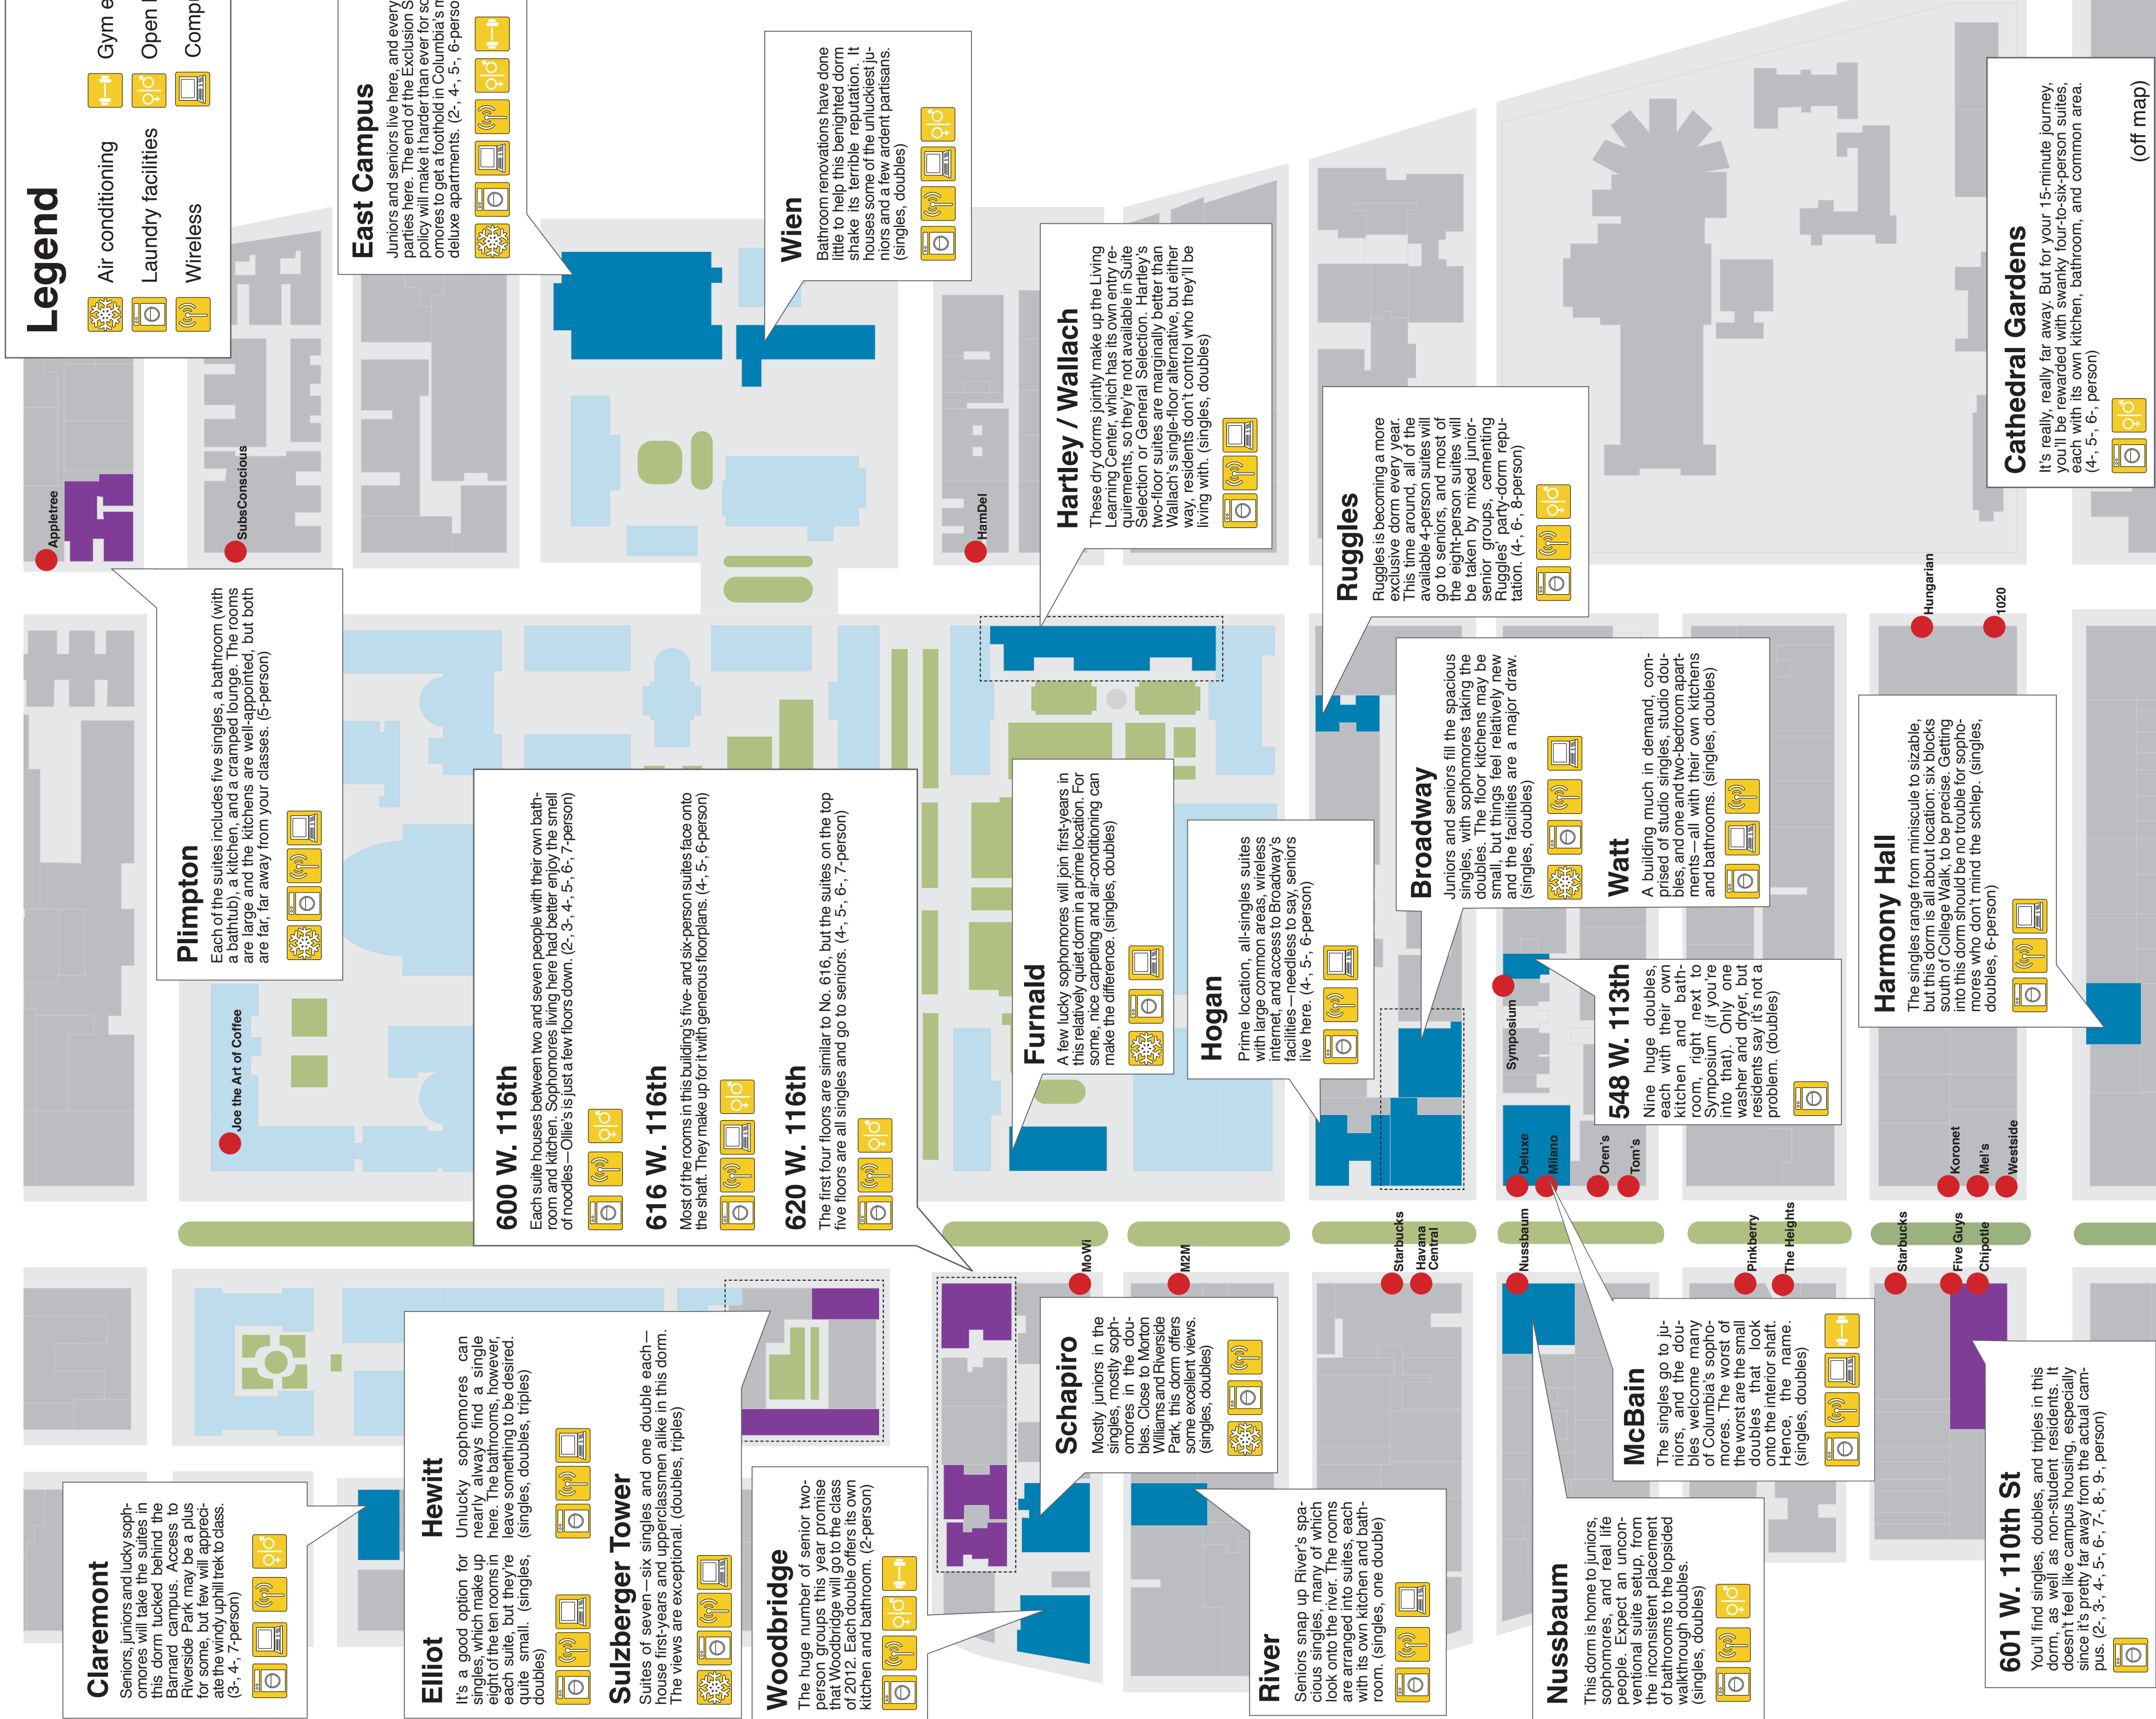 Legend
Air conditioning
Laundry facilities
Wireless
Gym e
Open
Comp
East Campus
Juniors and seniors live here, and every
parties here. The end of the Exclusion S
policy will make it harder than ever for so
omores to get a foothold in Columbia's m
deluxe apartments. (2-, 4-, 5-, 6-perso
Wien
Bathroom renovations have done
little to help this benighted dorm
shake its terrible reputation. It
houses some of the unluckiest ju-
niors and a few ardent partisans.
(singles, doubles)
Hartley / Wallach
These dry dorms jointly make up the Living
Learning Center, which has its own entry re-
quirements, so they're not available in Suite
Selection or General Selection. Hartley's
two-floor suites are marginally better than
Wallach's single-floor alternative, but either
way, residents don't control who they'll be
living with. (singles, doubles)
Ruggles
Ruggles is becoming a more
exclusive dorm every year.
This time around, all of the
available 4-person suites will
go to seniors, and most of
the eight-person suites will
be taken by mixed junior-
senior groups, cementing
Ruggles' party-dorm repu-
tation. (4-, 6-, 8-person)
Cathedral Gardens
It's really, really far away. But for your 15-minute journey,
you'll be rewarded with swanky four-to-six-person suites,
each with its own kitchen, bathroom, and common area.
(4-, 5-, 6-, person)
(off map)
Appletree
SubsConscious
HamDel
Hungarian
1020
Plimpton
Each of the suites includes five singles, a bathroom (with
a bathtub), a kitchen, and a cramped lounge. The rooms
are large and the kitchens are well-appointed, but both
are far, far away from your classes. (5-person)
Joe the Art of Coffee
600 W. 116th
Each suite houses between two and seven people with their own bath-
room and kitchen. Sophomores living here had better enjoy the smell
of noodles—Ollie's is just a few floors down. (2-, 3-, 4-, 5-, 6-, 7-person)
616 W. 116th
Most of the rooms in this building's five- and six-person suites face onto
the shaft. They make up for it with generous floorplans. (4-, 5-, 6-person)
620 W. 116th
The first four floors are similar to No. 616, but the suites on the top
five floors are all singles and go to seniors. (4-, 5-, 6-, 7-person)
Furnald
A few lucky sophomores will join first-years in
this relatively quiet dorm in a prime location. For
some, nice carpeting and air-conditioning can
make the difference. (singles, doubles)
Hogan
Prime location, all-singles suites
with large common areas, wireless
internet, and access to Broadway's
facilities—needless to say, seniors
live here. (4-, 5-, 6-person)
Broadway
Juniors and seniors fill the spacious
singles, with sophomores taking the
doubles. The floor kitchens may be
small, but things feel relatively new
and the facilities are a major draw.
(singles, doubles)
Watt
A building much in demand, com-
prised of studio singles, studio dou-
bles, and one and two-bedroom apart-
ments—all with their own kitchens
and bathrooms. (singles, doubles)
Symposium
548 W. 113th
Nine huge doubles,
each with their own
kitchen and bath-
room, right next to
Symposium (if you're
into that). Only one
washer and dryer, but
residents say it's not a
problem. (doubles)
Harmony Hall
The singles range from miniscule to sizable,
but this dorm is all about location: six blocks
south of College Walk, to be precise. Getting
into this dorm should be no trouble for sopho-
mores who don't mind the schlep. (singles,
doubles, 6-person)
Deluxe
Milano
Oren's
Tom's
Koronet
Mel's
Westside
MoWi
M2M
Starbucks
Havana
Central
Nussbaum
Pinkberry
The Heights
Starbucks
Five Guys
Chipotle
Claremont
Seniors, juniors and lucky soph-
omores will take the suites in
this dorm tucked behind the
Barnard campus. Access to
Riverside Park may be a plus
for some, but few will appreci-
ate the windy uphill trek to class.
(3-, 4-, 7-person)
Elliot
It's a good option for
singles, which make up
eight of the ten rooms in
each suite, but they're
quite small. (singles,
doubles)
Hewitt
Unlucky sophomores can
nearly always find a single
here. The bathrooms, however,
leave something to be desired.
(singles, doubles, triples)
Sulzberger Tower
Suites of seven—six singles and one double each—
house first-years and upperclassmen alike in this dorm.
The views are exceptional. (doubles, triples)
Woodbridge
The huge number of senior two-
person groups this year promise
that Woodbridge will go to the class
of 2012. Each double offers its own
kitchen and bathroom. (2-person)
Schapiro
Mostly juniors in the
singles, mostly soph-
omores in the dou-
bles. Close to Morton
Williams and Riverside
Park, this dorm offers
some excellent views.
(singles, doubles)
River
Seniors snap up River's spa-
cious singles, many of which
look onto the river. The rooms
are arranged into suites, each
with its own kitchen and bath-
room. (singles, one double)
Nussbaum
This dorm is home to juniors,
sophomores, and real life
people. Expect an uncon-
ventional suite setup, from
the inconsistent placement
of bathrooms to the lopsided
walkthrough doubles.
(singles, doubles)
McBain
The singles go to ju-
niors, and the dou-
bles welcome many
of Columbia's sopho-
mores. The worst of
the worst are the small
doubles that look
onto the interior shaft.
Hence, the name.
(singles, doubles)
601 W. 110th St
You'll find singles, doubles, and triples in this
dorm, as well as non-student residents. It
doesn't feel like campus housing, especially
since it's pretty far away from the actual cam-
pus. (2-, 3-, 4-, 5-, 6-, 7-, 8-, 9-, person)